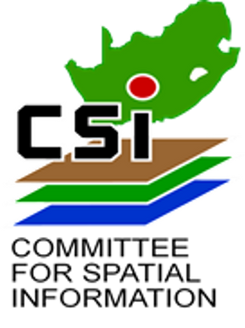 CSi
COMMITTEE
FOR SPATIAL
INFORMATION